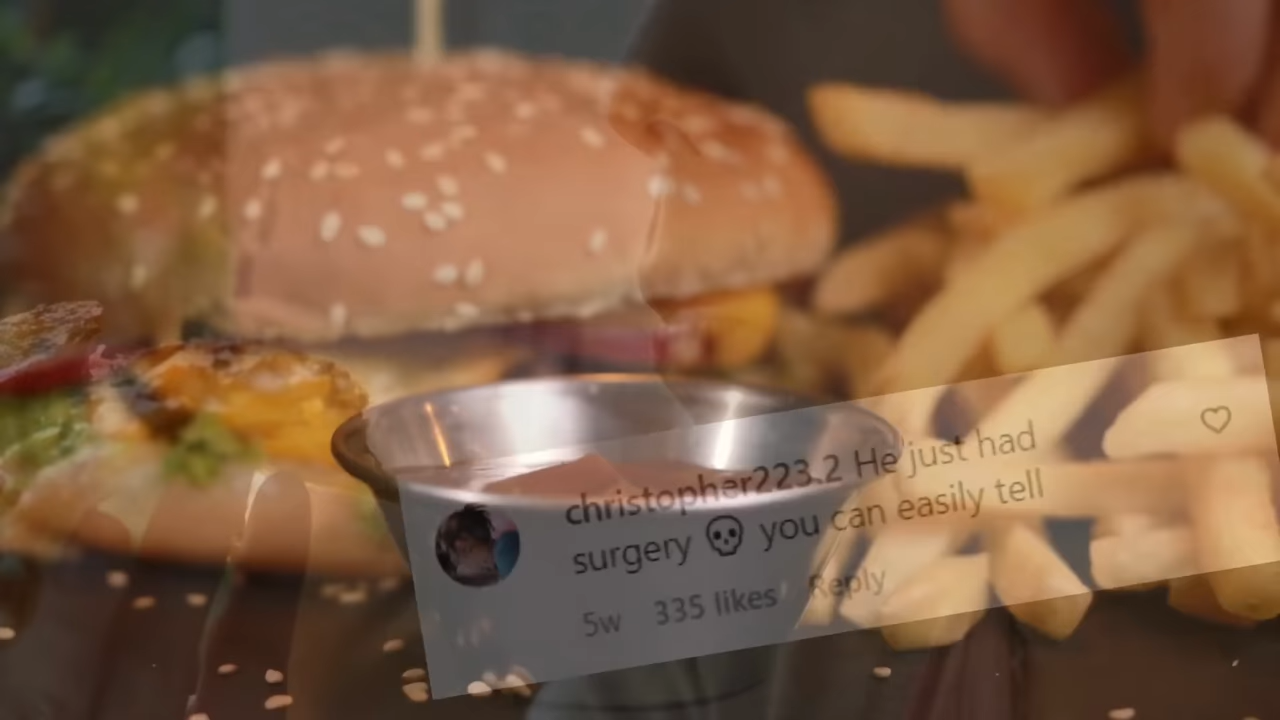 christopher223.2 He just had
surgery 💀 you can easily tell
5w 335 likes Reply